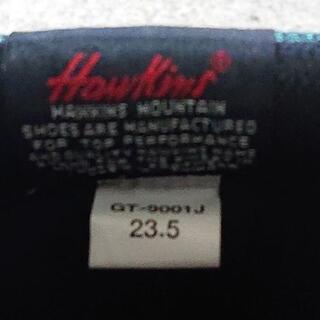 Hawkins®
HAWKINS MOUNTAIN
SHOES ARE MANUFACTURED
FOR TOP PERFORMANCE
GT-9001J
23.5